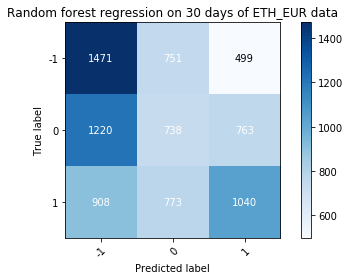 Random forest regression on 30 days of ETH_EUR data
-1 1471 751 499
0 1220 738 763
1 908 773 1040
-1 0 1
True label
Predicted label
1400
1200
1000
800
600